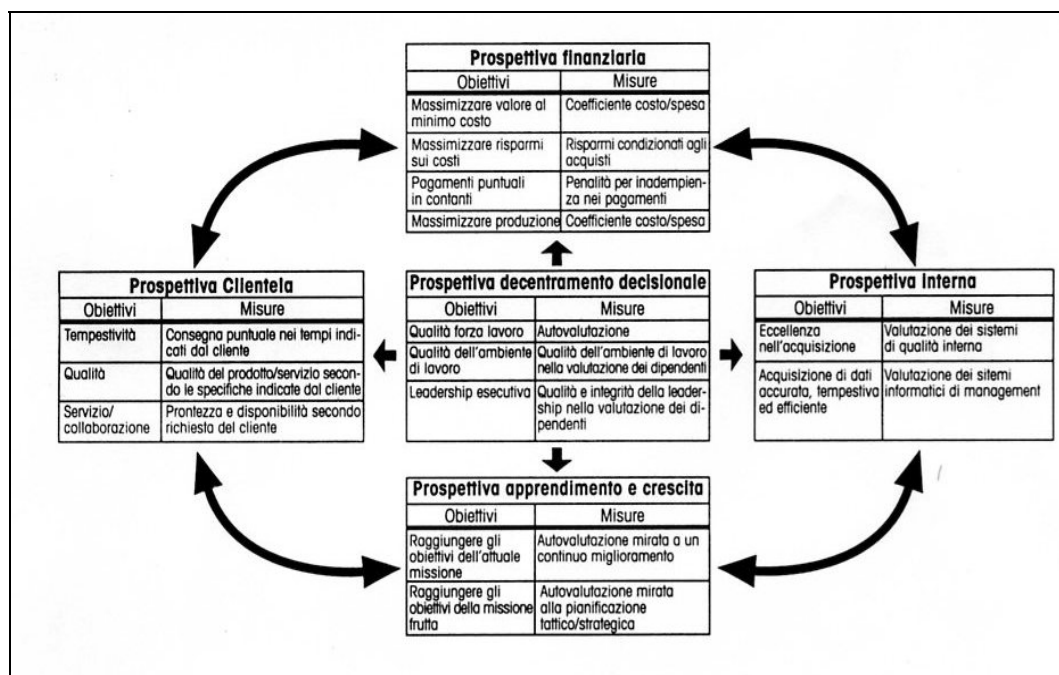 Prospettiva finanziaria
Obiettivi Misure
Massimizzare valore al Coefficiente costo/spesa
minimo costo
Massimizzare risparmi Risparmi condizionati agli
sui costi acquisti
Pagamenti puntuali Penalità per inadempien-
in contanti za nei pagamenti
Massimizzare produzione Coefficiente costo/spesa
Prospettiva Clientela
Obiettivi Misure
Tempestività Consegna puntuale nei tempi indi-
cati dal cliente
Qualità Qualità del prodotto/servizio secon-
do le specifiche indicate dal cliente
Servizio/ Prontezza e disponibilità secondo
collaborazione richiesta del cliente
Prospettiva decentramento decisionale
Obiettivi Misure
Qualità forza lavoro Autovalutazione
Qualità dell'ambiente Qualità dell'ambiente di lavoro
di lavoro nella valutazione dei dipendenti
Leadership esecutiva Qualità e integrità della leader-
ship nella valutazione dei di-
pendenti
Prospettiva Interna
Obiettivi Misure
Eccellenza Valutazione dei sistemi
nell'acquisizione di qualità interna
Acquisizione di dati Valutazione dei sitemi
accurata, tempestiva informatici di management
ed efficiente
Prospettiva apprendimento e crescita
Obiettivi Misure
Raggiungere gli Autovalutazione mirata a un
obiettivi dell'attuale continuo miglioramento
missione
Raggiungere gli Autovalutazione mirata
obiettivi della missione alla pianificazione
frutta tattico/strategica